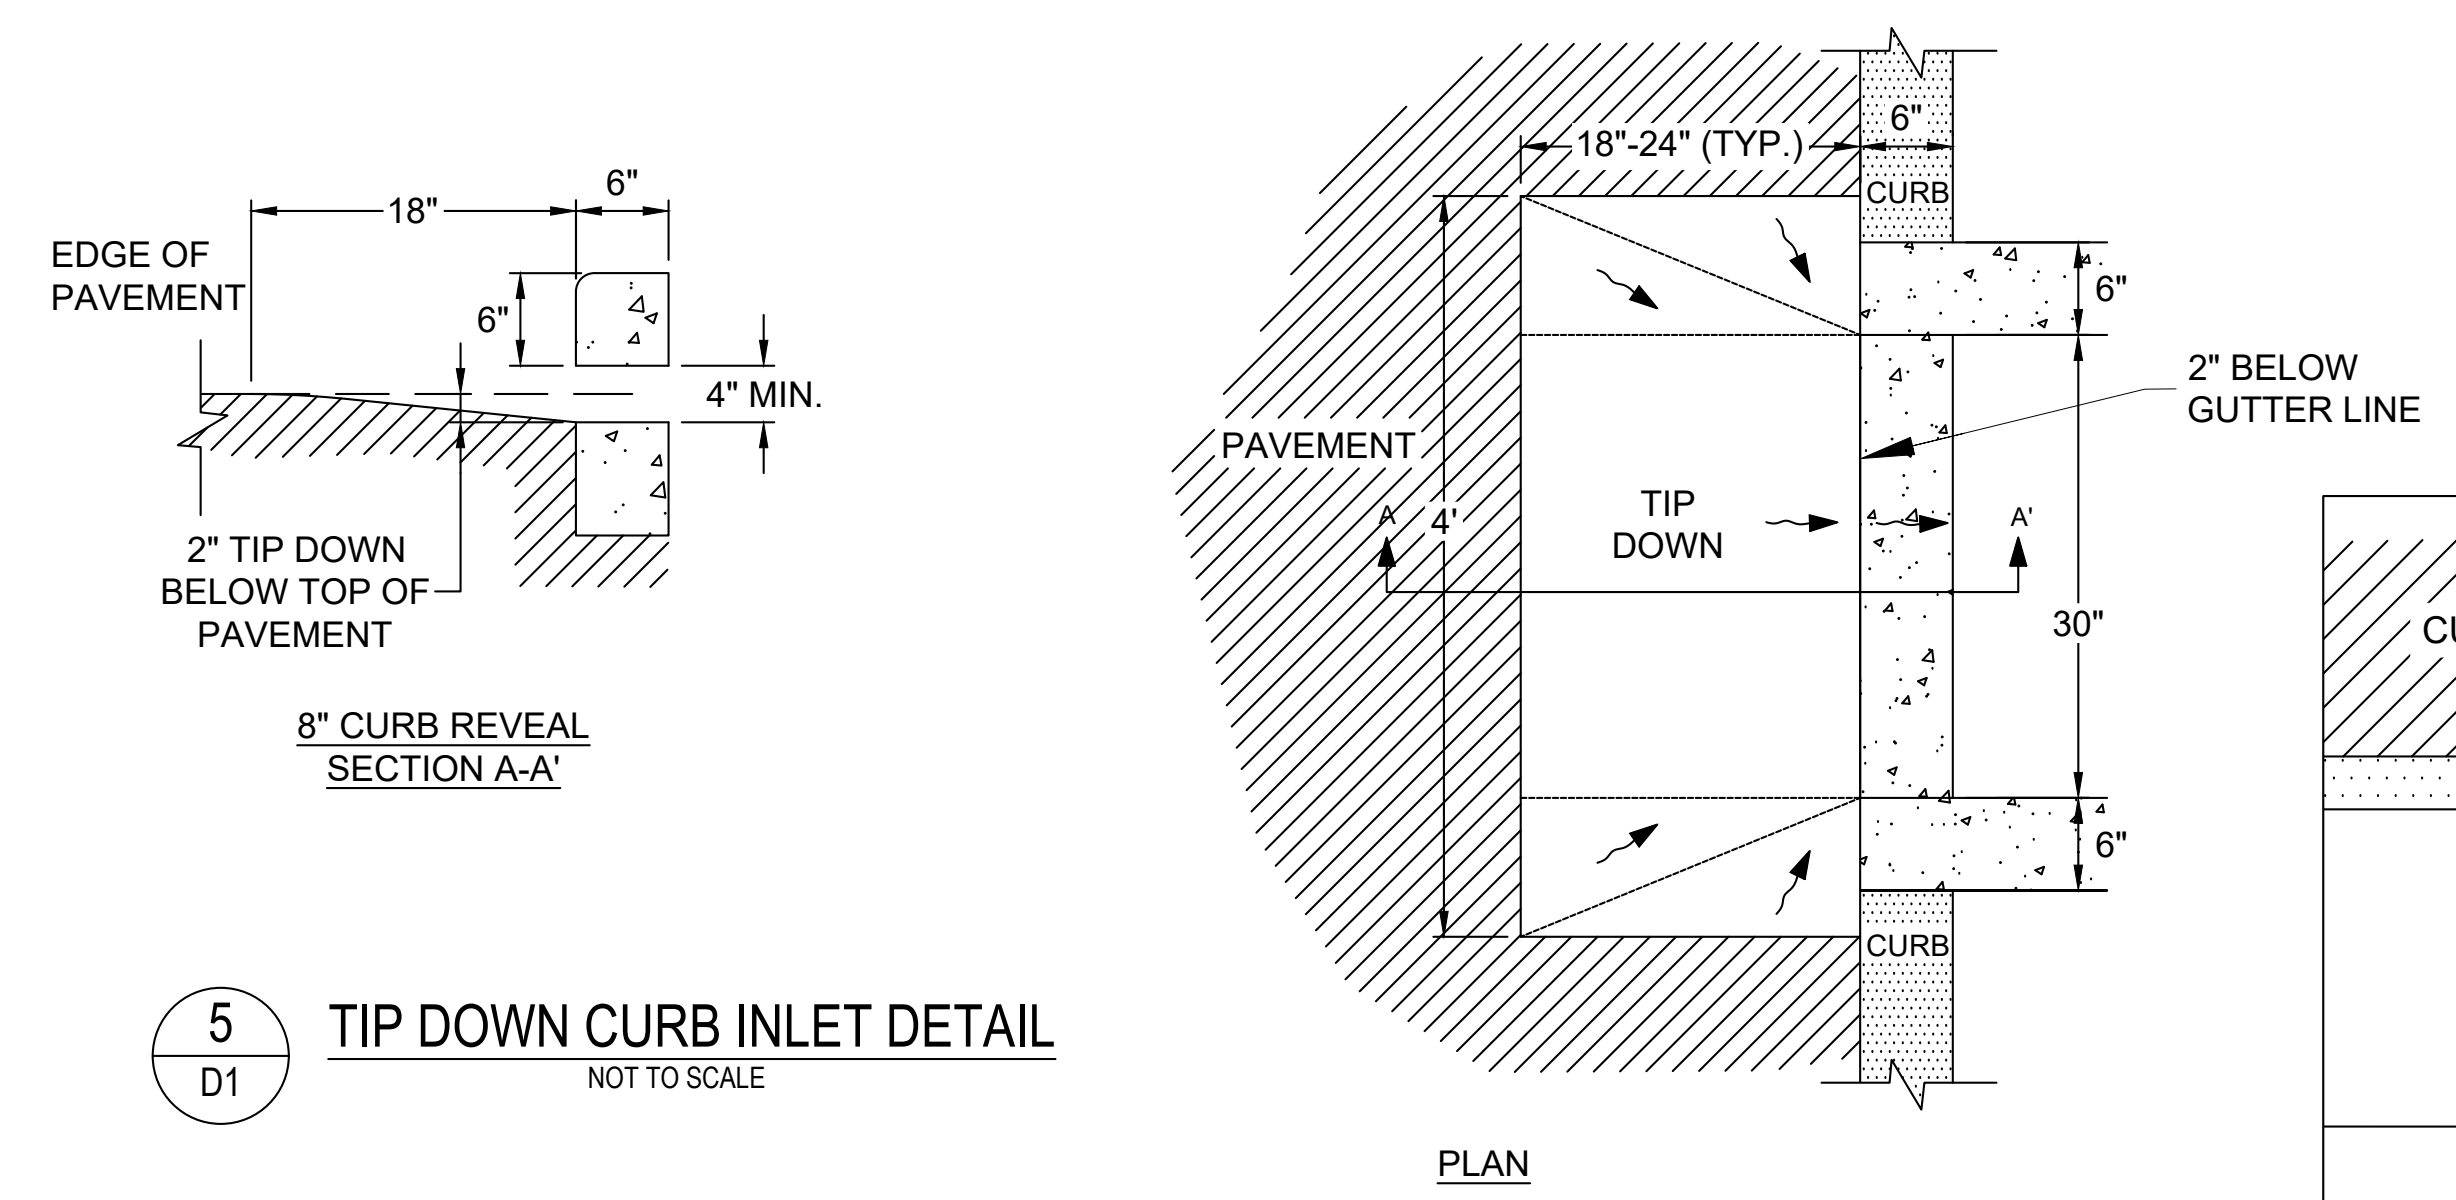 18"
6"
EDGE OF
PAVEMENT
6"
4" MIN.
2" TIP DOWN
BELOW TOP OF
PAVEMENT
8" CURB REVEAL
SECTION A-A'
5
D1
TIP DOWN CURB INLET DETAIL
NOT TO SCALE
6"
18"-24" (TYP.)
CURB
6"
2" BELOW
GUTTER LINE
PAVEMENT
TIP
DOWN
A
4'
A'
30"
6"
CURB
PLAN